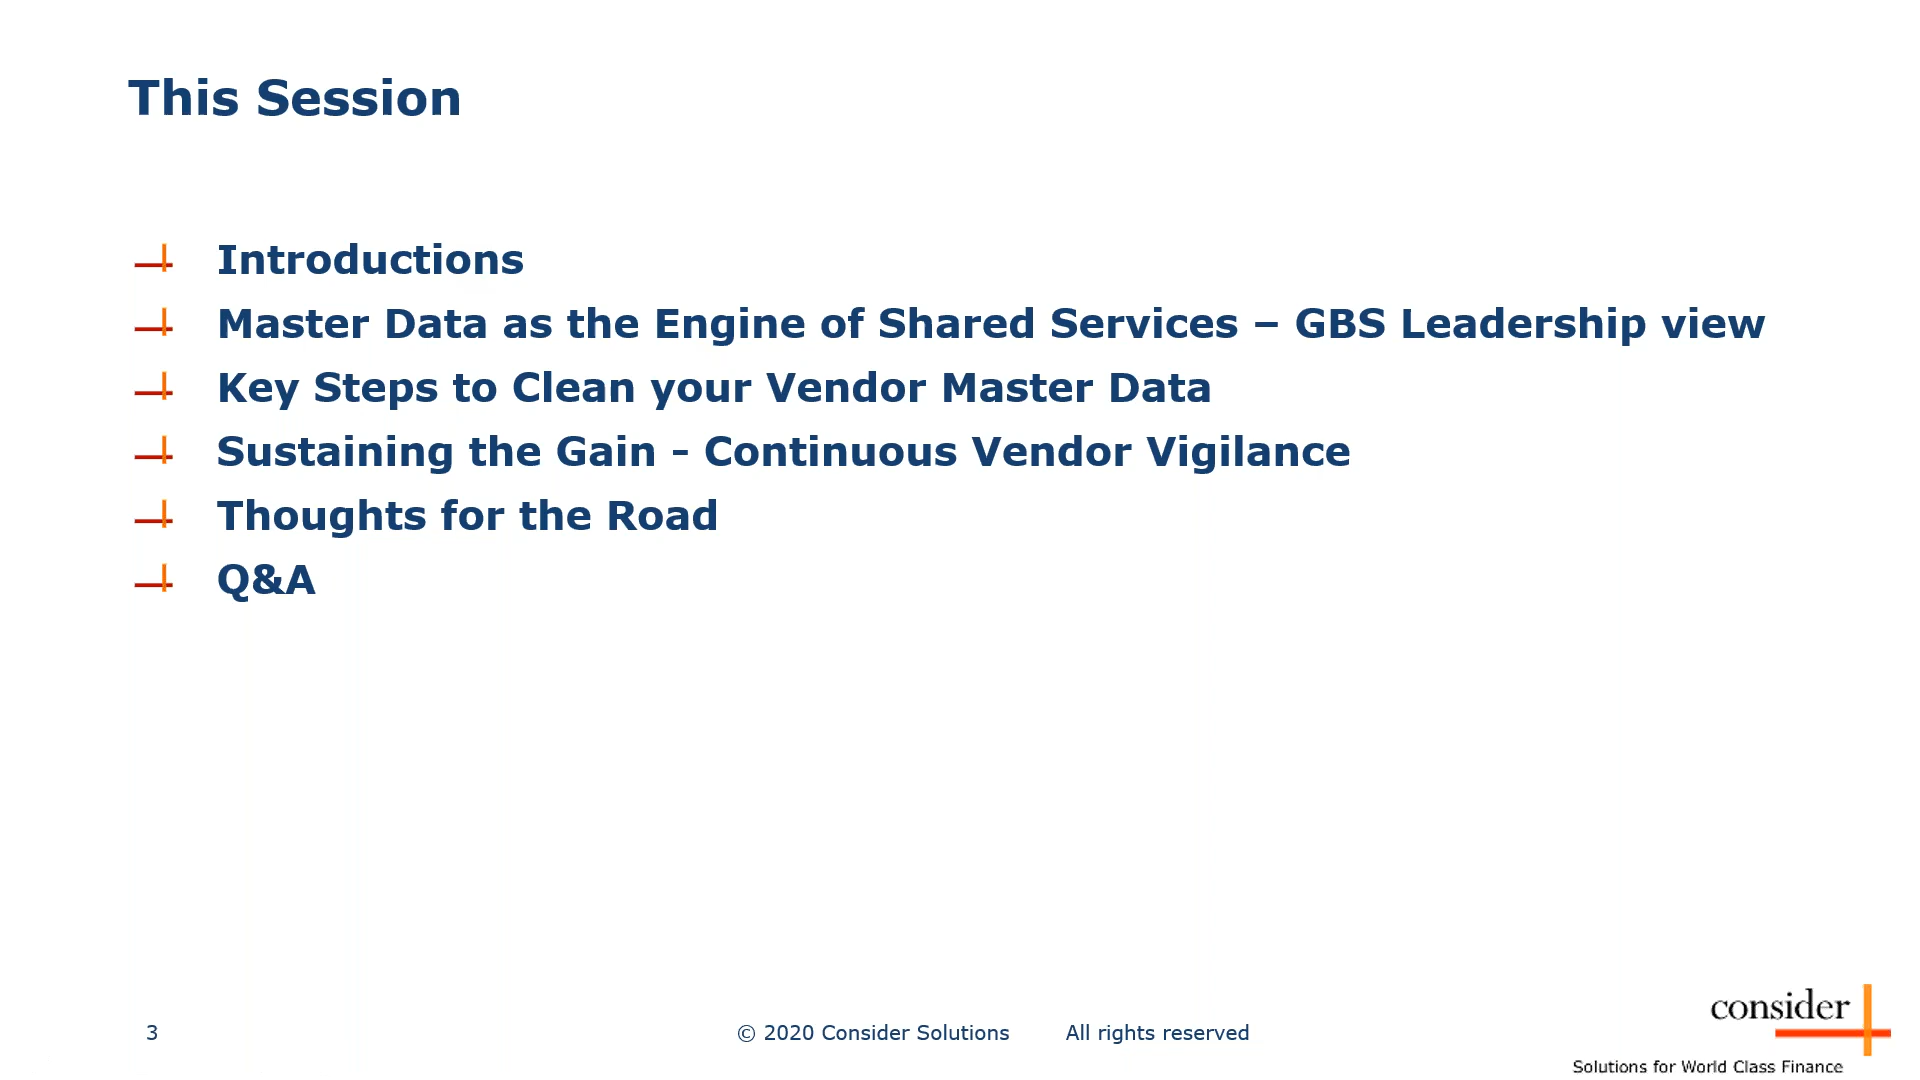 This Session
Introductions
Master Data as the Engine of Shared Services – GBS Leadership view
Key Steps to Clean your Vendor Master Data
Sustaining the Gain - Continuous Vendor Vigilance
Thoughts for the Road
Q&A
3
© 2020 Consider Solutions All rights reserved
consider
Solutions for World Class Finance